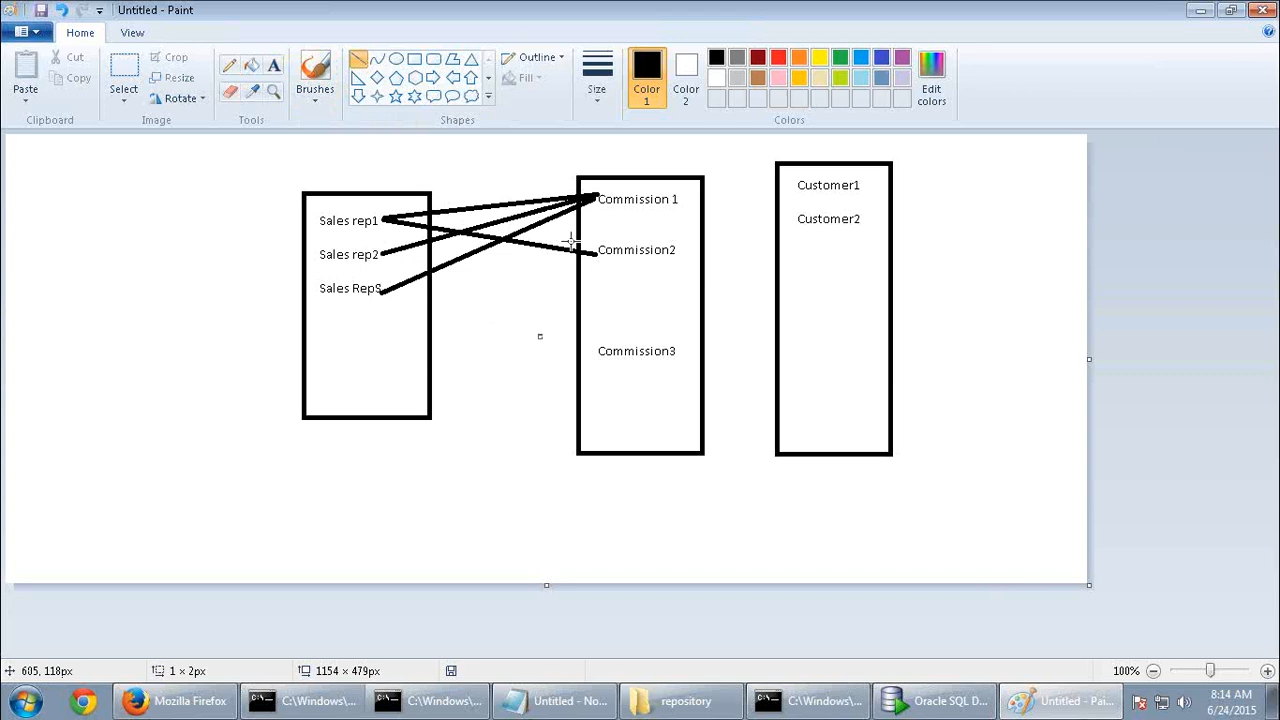 Untitled - Paint
Home
View
Paste
Cut
Copy
Clipboard
Select
Crop
Rotate
Image
Tools
Brushes
Outline
Fill
Shapes
Size
Color 1
Color 2
Edit colors
Colors
Sales rep1
Sales rep2
Commission 1
Commission2
Commission3
Customer1
Customer2
605, 118px
1 × 2px
1154 × 479px
100%
Mozilla Firefox
C:\Windows\...
C:\Windows\...
Untitled - No...
repository
C:\Windows\...
Oracle SQL D...
Untitled - Pai...
8:14 AM
6/24/2015